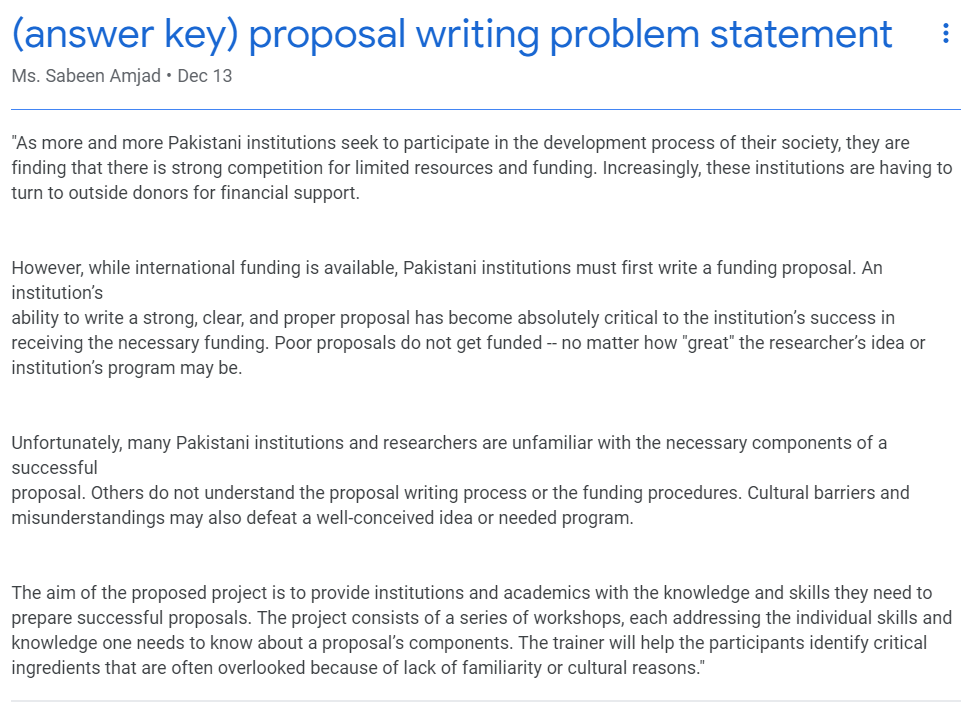 (answer key) proposal writing problem statement
Ms. Sabeen Amjad • Dec 13
"As more and more Pakistani institutions seek to participate in the development process of their society, they are
finding that there is strong competition for limited resources and funding. Increasingly, these institutions are having to
turn to outside donors for financial support.
However, while international funding is available, Pakistani institutions must first write a funding proposal. An
institution’s
ability to write a strong, clear, and proper proposal has become absolutely critical to the institution’s success in
receiving the necessary funding. Poor proposals do not get funded -- no matter how "great" the researcher’s idea or
institution’s program may be.
Unfortunately, many Pakistani institutions and researchers are unfamiliar with the necessary components of a
successful
proposal. Others do not understand the proposal writing process or the funding procedures. Cultural barriers and
misunderstandings may also defeat a well-conceived idea or needed program.
The aim of the proposed project is to provide institutions and academics with the knowledge and skills they need to
prepare successful proposals. The project consists of a series of workshops, each addressing the individual skills and
knowledge one needs to know about a proposal’s components. The trainer will help the participants identify critical
ingredients that are often overlooked because of lack of familiarity or cultural reasons."